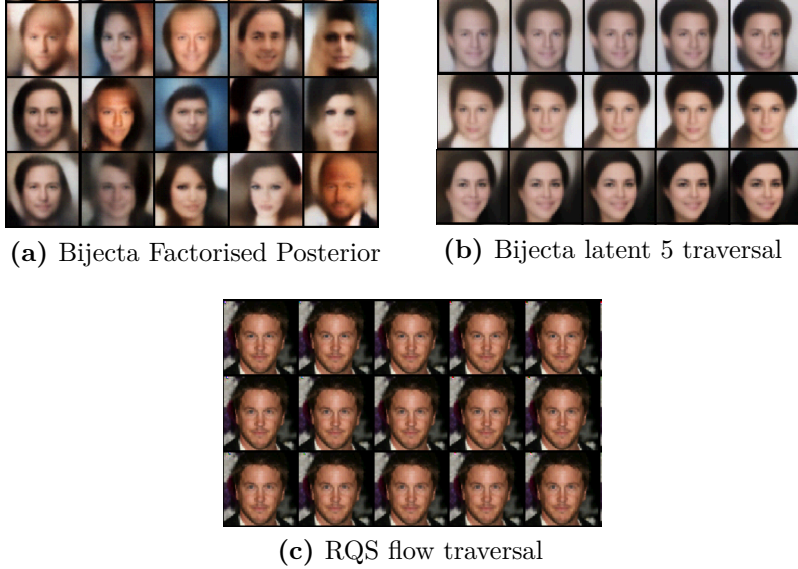 (a) Bijecta Factorised Posterior
(b) Bijecta latent 5 traversal
(c) RQS flow traversal